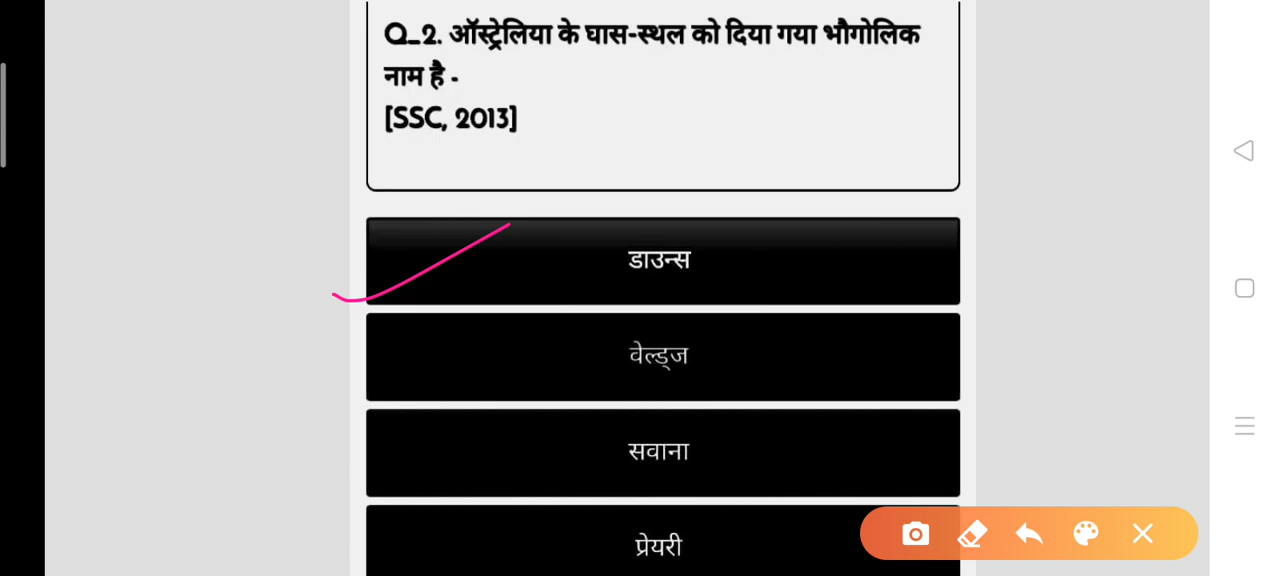 Q_2. ऑस्ट्रेलिया के घास-स्थल को दिया गया भौगोलिक
नाम है -
[SSC, 2013]
डाउन्स
वेल्ड्ज
सवाना
प्रेयरी